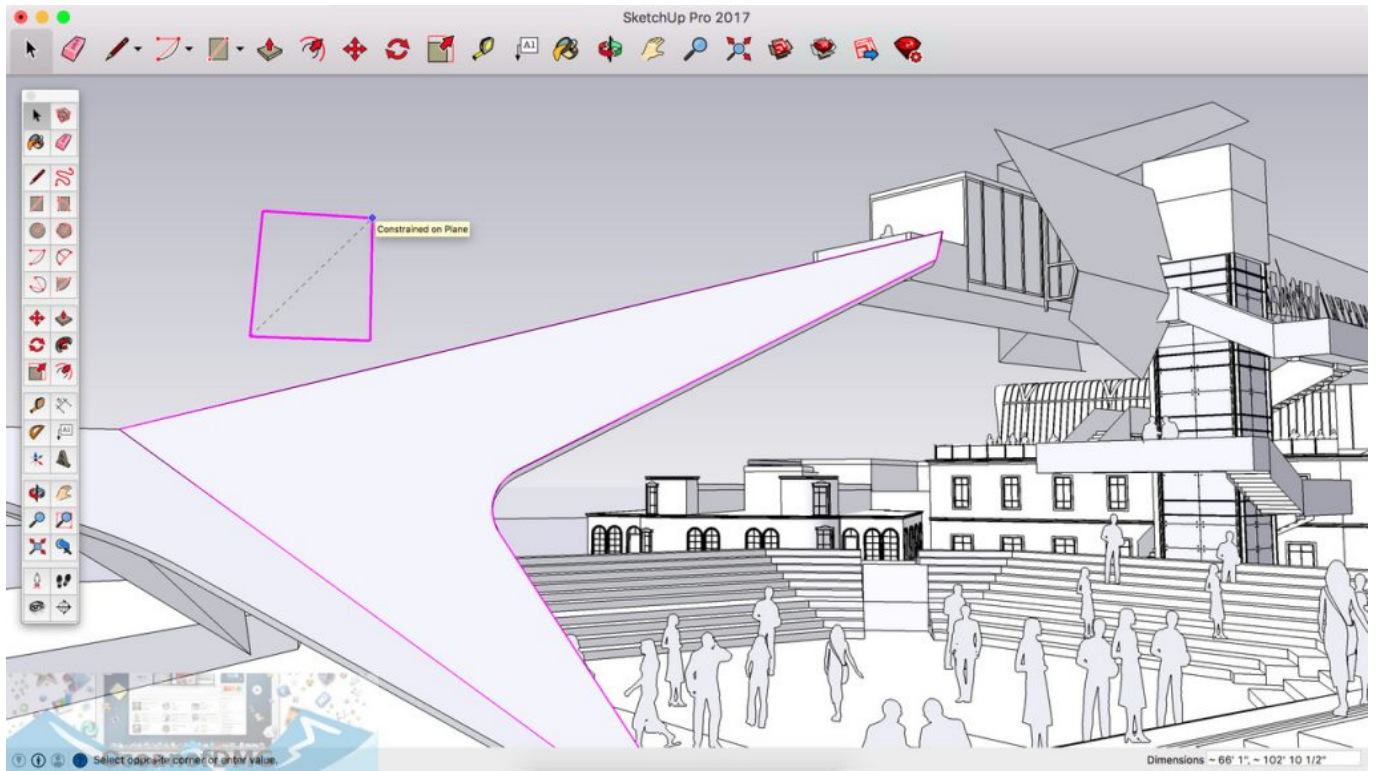 SketchUp Pro 2017
A1
A1
Constrained on Plane
Select opposite corner or enter value.
Dimensions ~ 66' 1", ~ 102' 10 1/2"